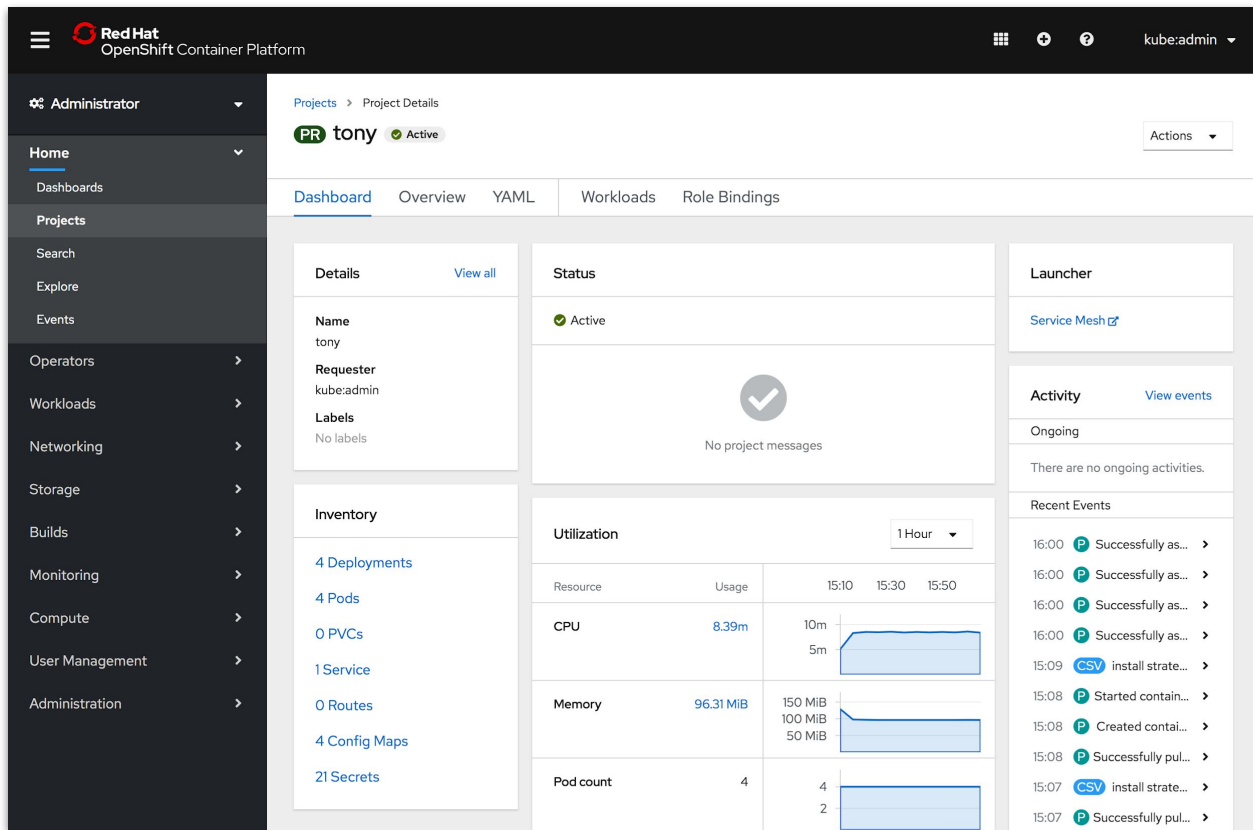 Red Hat
OpenShift Container Platform
kube:admin
Administrator
Home
Dashboards
Projects
Search
Explore
Events
Operators
Workloads
Networking
Storage
Builds
Monitoring
Compute
User Management
Administration
Projects > Project Details
PR tony Active
Actions
Dashboard Overview YAML Workloads Role Bindings
Details View all
Name
tony
Requester
kube:admin
Labels
No labels
Inventory
4 Deployments
4 Pods
0 PVCs
1 Service
0 Routes
4 Config Maps
21 Secrets
Status
Active
No project messages
Utilization 1 Hour
Resource Usage 15:10 15:30 15:50
CPU 8.39m
10m
5m
Memory 96.31 MiB
150 MiB
100 MiB
50 MiB
Pod count 4
4
2
Launcher
Service Mesh
Activity View events
Ongoing
There are no ongoing activities.
Recent Events
16:00 P Successfully as...
16:00 P Successfully as...
16:00 P Successfully as...
16:00 P Successfully as...
15:09 CSV install strate...
15:08 P Started contain...
15:08 P Created contai...
15:08 P Successfully pul...
15:07 CSV install strate...
15:07 P Successfully pul...